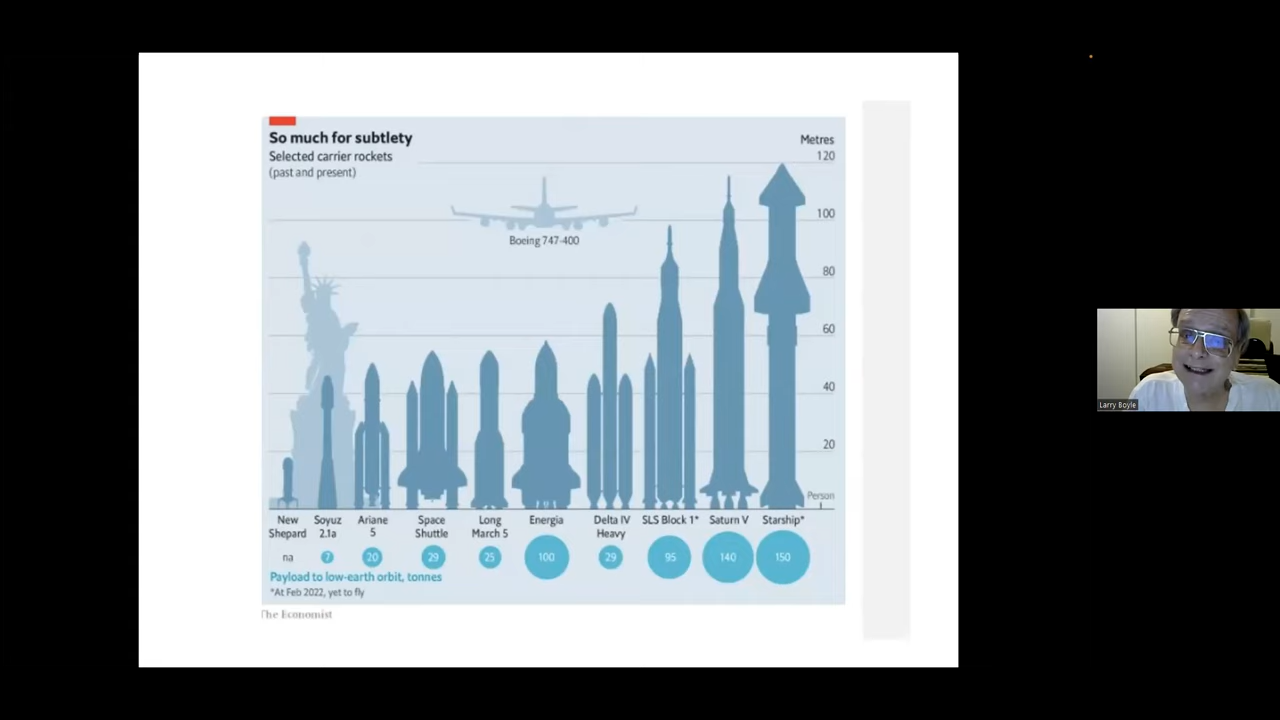 So much for subtlety
Selected carrier rockets
(past and present)
Metres
120
100
80
60
40
20
Boeing 747-400
Person
New Shepard
Soyuz 2.1a
Ariane 5
Space Shuttle
Long March 5
Energia
Delta IV Heavy
SLS Block 1*
Saturn V
Starship*
na
7
20
29
25
100
29
95
140
150
Payload to low-earth orbit, tonnes
*At Feb 2022, yet to fly
The Economist
Larry Boyle